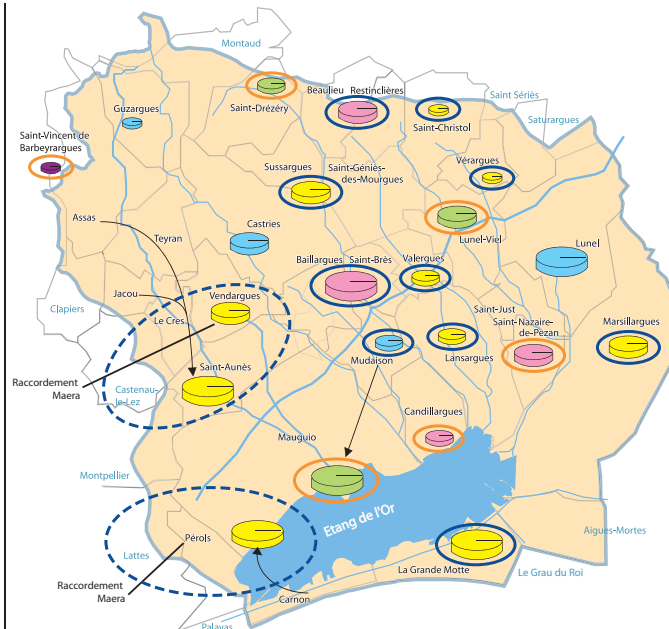 Montaud
Beaulieu Restinclières
Saint Sériès
Guzargues
Saint-Drézéry
Saint-Christol
Saturargues
Saint-Vincent de
Barbeyrargues
Vérargues
Sussargues
Saint-Géniès
-des-Mourgues
Assas
Teyran
Castries
Lunel-Viel
Lunel
Baillargues Saint-Brès
Valergues
Jacou
Vendargues
Clapiers
Le Cres
Saint-Just
Saint-Nazaire-
de-Pezan
Marsillargues
Mudaison
Lansargues
Saint-Aunès
Raccordement
Maera
Castenau-
le-Lez
Candillargues
Mauguio
Montpellier
Etang de l'Or
Aigues-Mortes
Pérols
Lattes
La Grande Motte
Le Grau du Roi
Raccordement
Maera
Carnon
Palavas